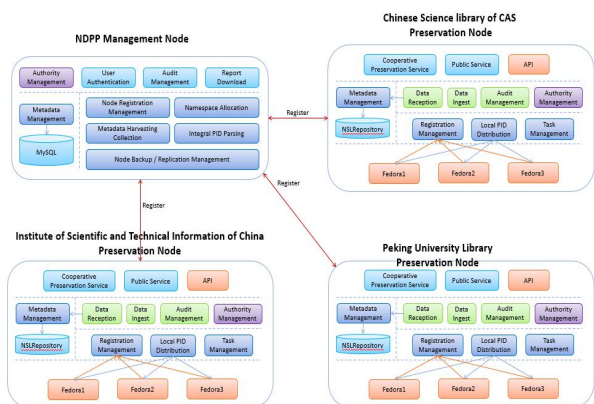 NDPP Management Node
Authority
Management
User
Authentication
Audit
Management
Report
Download
Metadata
Management
MySQL
Node Registration
Management
Namespace Allocation
Metadata Harvesting
Collection
Integral PID Parsing
Node Backup / Replication Management
Register
Register
Register
Chinese Science library of CAS
Preservation Node
Cooperative
Preservation Service
Public Service
API
Metadata
Management
Data
Reception
Data
Ingest
Audit
Management
Authority
Management
NSLRepository
Registration
Management
Local PID
Distribution
Task
Management
Fedora1
Fedora2
Fedora3
Institute of Scientific and Technical Information of China
Preservation Node
Cooperative
Preservation Service
Public Service
API
Metadata
Management
Data
Reception
Data
Ingest
Audit
Management
Authority
Management
NSLRepository
Registration
Management
Local PID
Distribution
Task
Management
Fedora1
Fedora2
Fedora3
Peking University Library
Preservation Node
Cooperative
Preservation Service
Public Service
API
Metadata
Management
Data
Reception
Data
Ingest
Audit
Management
Authority
Management
NSLRepository
Registration
Management
Local PID
Distribution
Task
Management
Fedora1
Fedora2
Fedora3